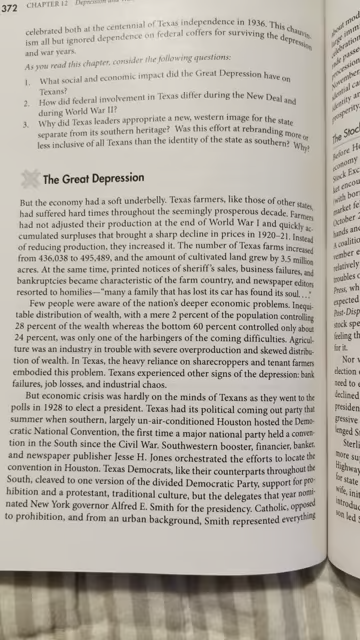 372 CHAPTER 12 Depression and
celebrated both at the centennial of Texas independence in 1936. This chauvin-
ism all but ignored dependence on federal coffers for surviving the depression
and war years.
As you read this chapter, consider the following questions:
1. What social and economic impact did the Great Depression have on
Texans?
2. How did federal involvement in Texas differ during the New Deal and
during World War II?
3. Why did Texas leaders appropriate a new, western image for the state
separate from its southern heritage? Was this effort at rebranding more or
less inclusive of all Texans than the identity of the state as southern? Why?
The Great Depression
But the economy had a soft underbelly. Texas farmers, like those of other states,
had suffered hard times throughout the seemingly prosperous decade. Farmers
had not adjusted their production at the end of World War I and quickly ac-
cumulated surpluses that brought a sharp decline in prices in 1920–21. Instead
of reducing production, they increased it. The number of Texas farms increased
from 436,038 to 495,489, and the amount of cultivated land grew by 3.5 million
acres. At the same time, printed notices of sheriff's sales, business failures, and
bankruptcies became characteristic of the farm country, and newspaper editors
resorted to homilies—"many a family that has lost its car has found its soul. . . ."
Few people were aware of the nation's deeper economic problems. Inequi-
table distribution of wealth, with a mere 2 percent of the population controlling
28 percent of the wealth whereas the bottom 60 percent controlled only about
24 percent, was only one of the harbingers of the coming difficulties. Agricul-
ture was an industry in trouble with severe overproduction and skewed distribu-
tion of wealth. In Texas, the heavy reliance on sharecroppers and tenant farmers
embodied this problem. Texans experienced other signs of the depression: bank
failures, job losses, and industrial chaos.
But economic crisis was hardly on the minds of Texans as they went to the
polls in 1928 to elect a president. Texas had its political coming out party that
summer when southern, largely un-air-conditioned Houston hosted the Demo-
cratic National Convention, the first time a major national party held a conven-
tion in the South since the Civil War. Southwestern booster, financier, banker,
and newspaper publisher Jesse H. Jones orchestrated the efforts to locate the
convention in Houston. Texas Democrats, like their counterparts throughout the
South, cleaved to one version of the divided Democratic Party, support for pro-
hibition and a protestant, traditional culture, but the delegates that year nomi-
nated New York governor Alfred E. Smith for the presidency. Catholic, opposed
to prohibition, and from an urban background, Smith represented everything